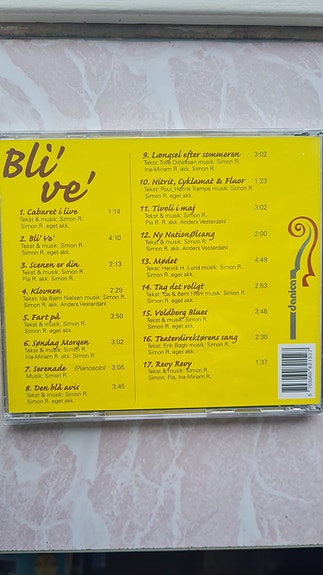 Bli'
ve'
1. Cabaret i live 1:14
Tekst & musik: Simon R.
Simon R. eget akk.
2. Bli' Ve' 4:10
Tekst & musik: Simon R.
Simon R. akk: Anders Vesterdahl
3. Scenen er din 2:13
Tekst & musik: Simon R.
Pia R. akk: Simon R.
4. Klovnen 2:29
Tekst: Ida Bjørn Nielsen musik: Simon R.
Simon R. eget akk.
5. Fart på 3:50
Tekst & musik: Simon R.
Simon R. eget akk.
6. Søndag Morgen 3:02
Tekst & musik: Simon R.
Ina-Miriam R. akk: Simon R.
7. Serenade (Pianosolo) 3:05
Musik: Simon R.
8. Den blå avis 3:45
Tekst & musik: Simon R.
Simon R. eget akk.
9. Længsel efter sommeren 3:02
Tekst: Tove Ditlevsen musik: Simon R.
Ina-Miriam R. akk: Simon R.
10. Nitrit, Cyklamat & Fluor 1:23
Tekst: Poul Henrik Trampe musik: Simon R.
Simon R. eget akk.
11. Tivoli i maj 3:02
Tekst & musik: Simon R.
Pia R. akk: Anders Vesterdahl
12. Ny Nationølsang 2:00
Tekst & musik: Simon R.
Simon R. akk: Anders Vesterdahl
13. Mødet 4:49
Tekst: Henrik H. Lund musik: Simon R.
Simon R. eget akk.
14. Tag det roligt 2:53
Tekst: & Bent From musik: Simon R.
Simon R. eget akk.
15. Voldborg Blues 3:48
Tekst & musik: Simon R.
Simon R. eget akk.
16. Teaterdirektørens sang 2:00
Tekst: Erik Bøgh musik: Simon R.
Simon R. eget akk.
17. Revy Revy 1:37
Tekst & musik: Simon R.
Simon, Pia, Ina-Miriam R.
danica